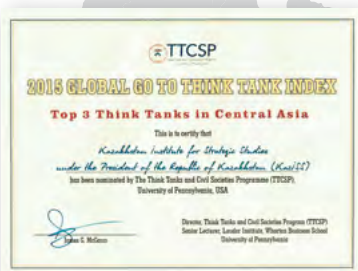 TTCSP
2015 GLOBAL GO TO THINK TANK INDEX
Top 3 Think Tanks in Central Asia
This is to certify that
Kazakhstan Institute for Strategic Studies
under the President of the Republic of Kazakhstan (KazISS)
has been nominated by The Think Tanks and Civil Societies Programme (TTCSP),
University of Pennsylvania, USA
James G. McGann
Director, Think Tanks and Civil Societies Program (TTCSP)
Senior Lecturer, Lauder Institute, Wharton Business School
University of Pennsylvania